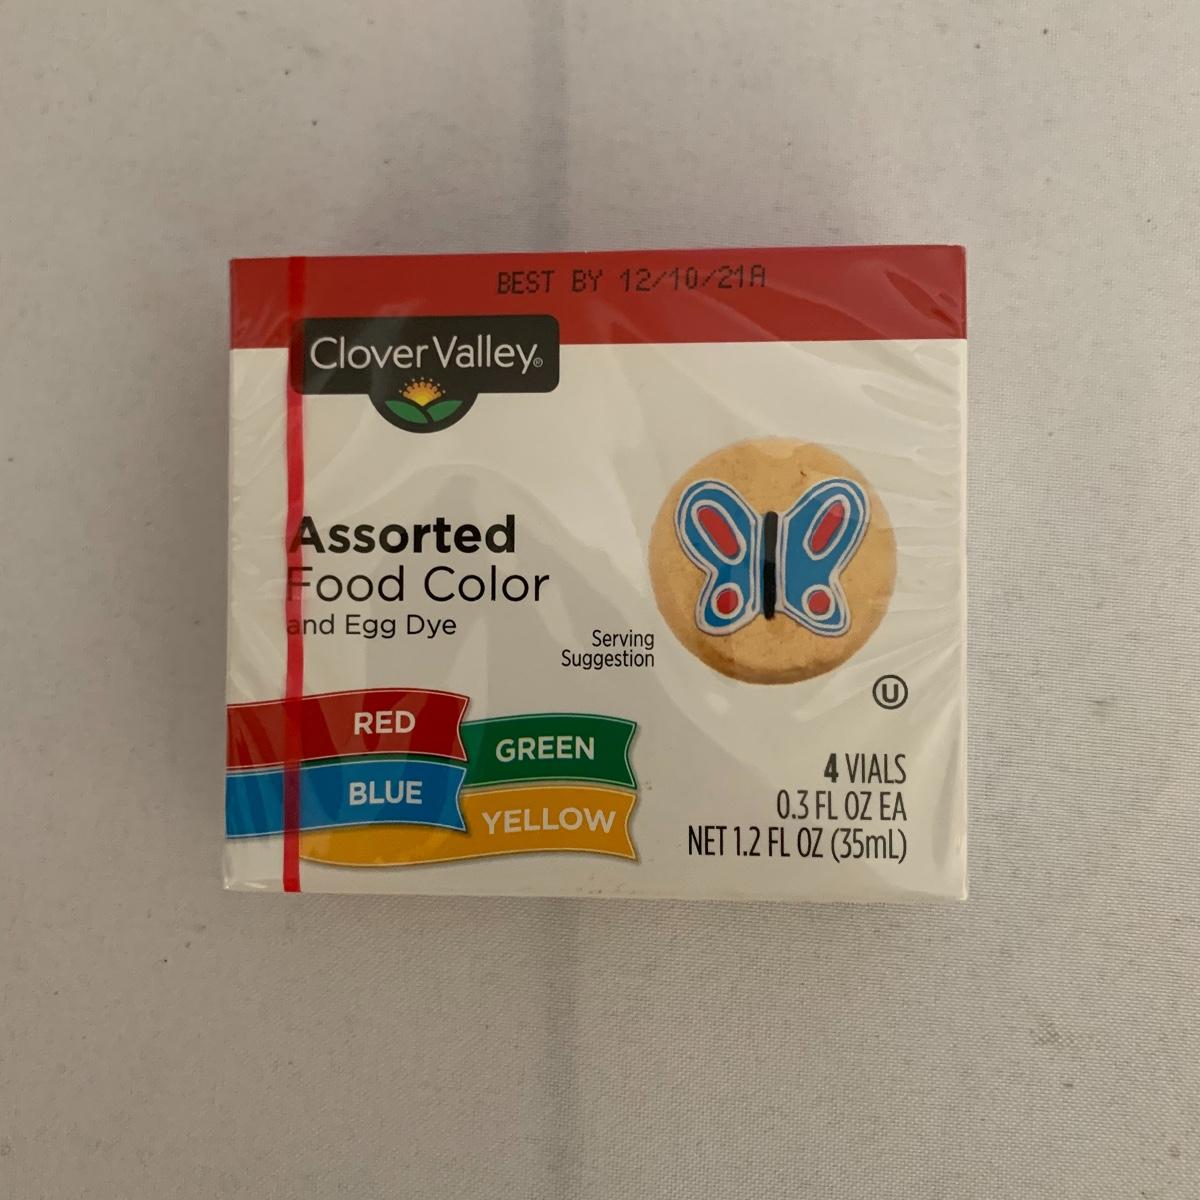 BEST BY 12/10/21A
Clover Valley®
Assorted
Food Color
and Egg Dye
Serving
Suggestion
U
RED
GREEN
BLUE
YELLOW
4 VIALS
0.3 FL OZ EA
NET 1.2 FL OZ (35mL)